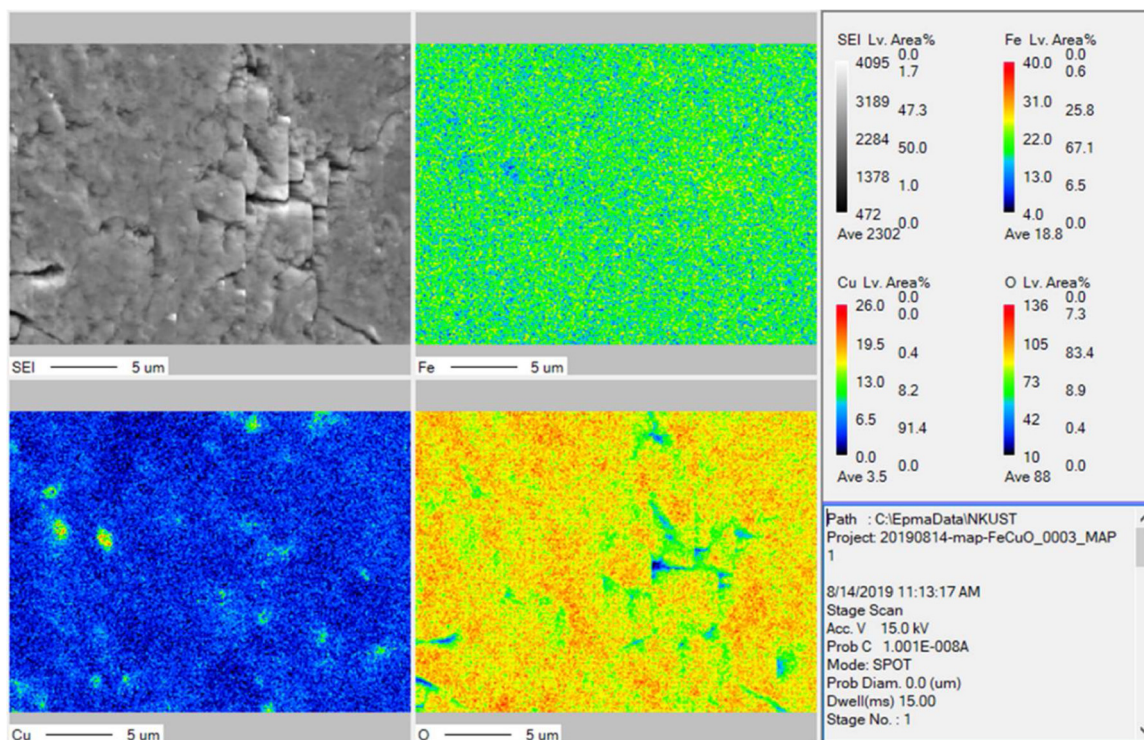 SEI 5 um
Fe 5 um
Cu 5 um
O 5 um
SEI Lv. Area%
0.0
4095
1.7
3189
47.3
2284
50.0
1378
1.0
472
0.0
Ave 2302
Fe Lv. Area%
0.0
40.0
0.6
31.0
25.8
22.0
67.1
13.0
6.5
4.0
0.0
Ave 18.8
Cu Lv. Area%
0.0
26.0
0.0
19.5
0.4
13.0
8.2
6.5
91.4
0.0
0.0
Ave 3.5
O Lv. Area%
0.0
136
7.3
105
83.4
73
8.9
42
0.4
10
0.0
Ave 88
Path : C:\EpmaData\NKUST
Project: 20190814-map-FeCuO_0003_MAP
1
8/14/2019 11:13:17 AM
Stage Scan
Acc. V 15.0 kV
Prob C 1.001E-008A
Mode: SPOT
Prob Diam. 0.0 (um)
Dwell(ms) 15.00
Stage No. : 1